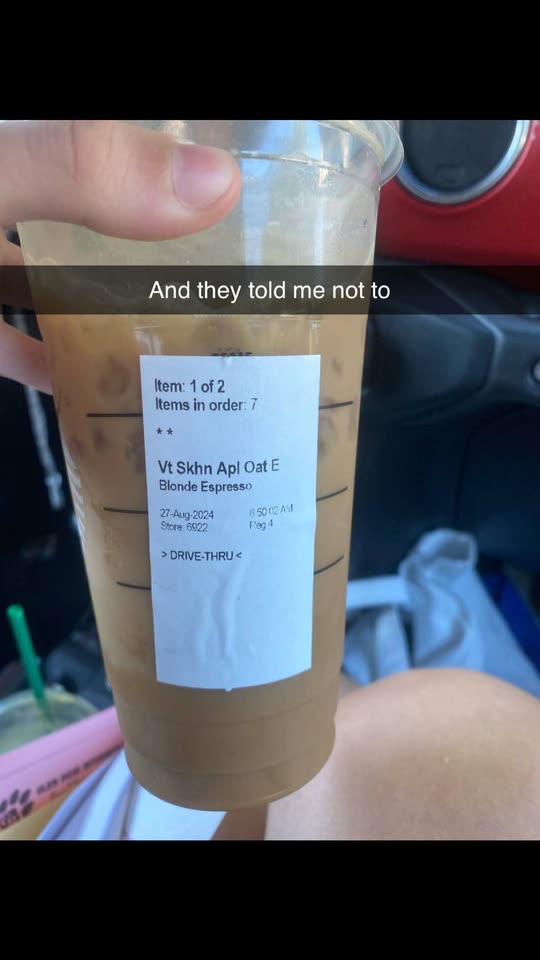 And they told me not to
Item: 1 of 2
Items in order: 7
* *
Vt Skhn Apl Oat E
Blonde Espresso
27-Aug-2024 8:50:02 AM
Store: 6922 Reg 4
> DRIVE-THRU <